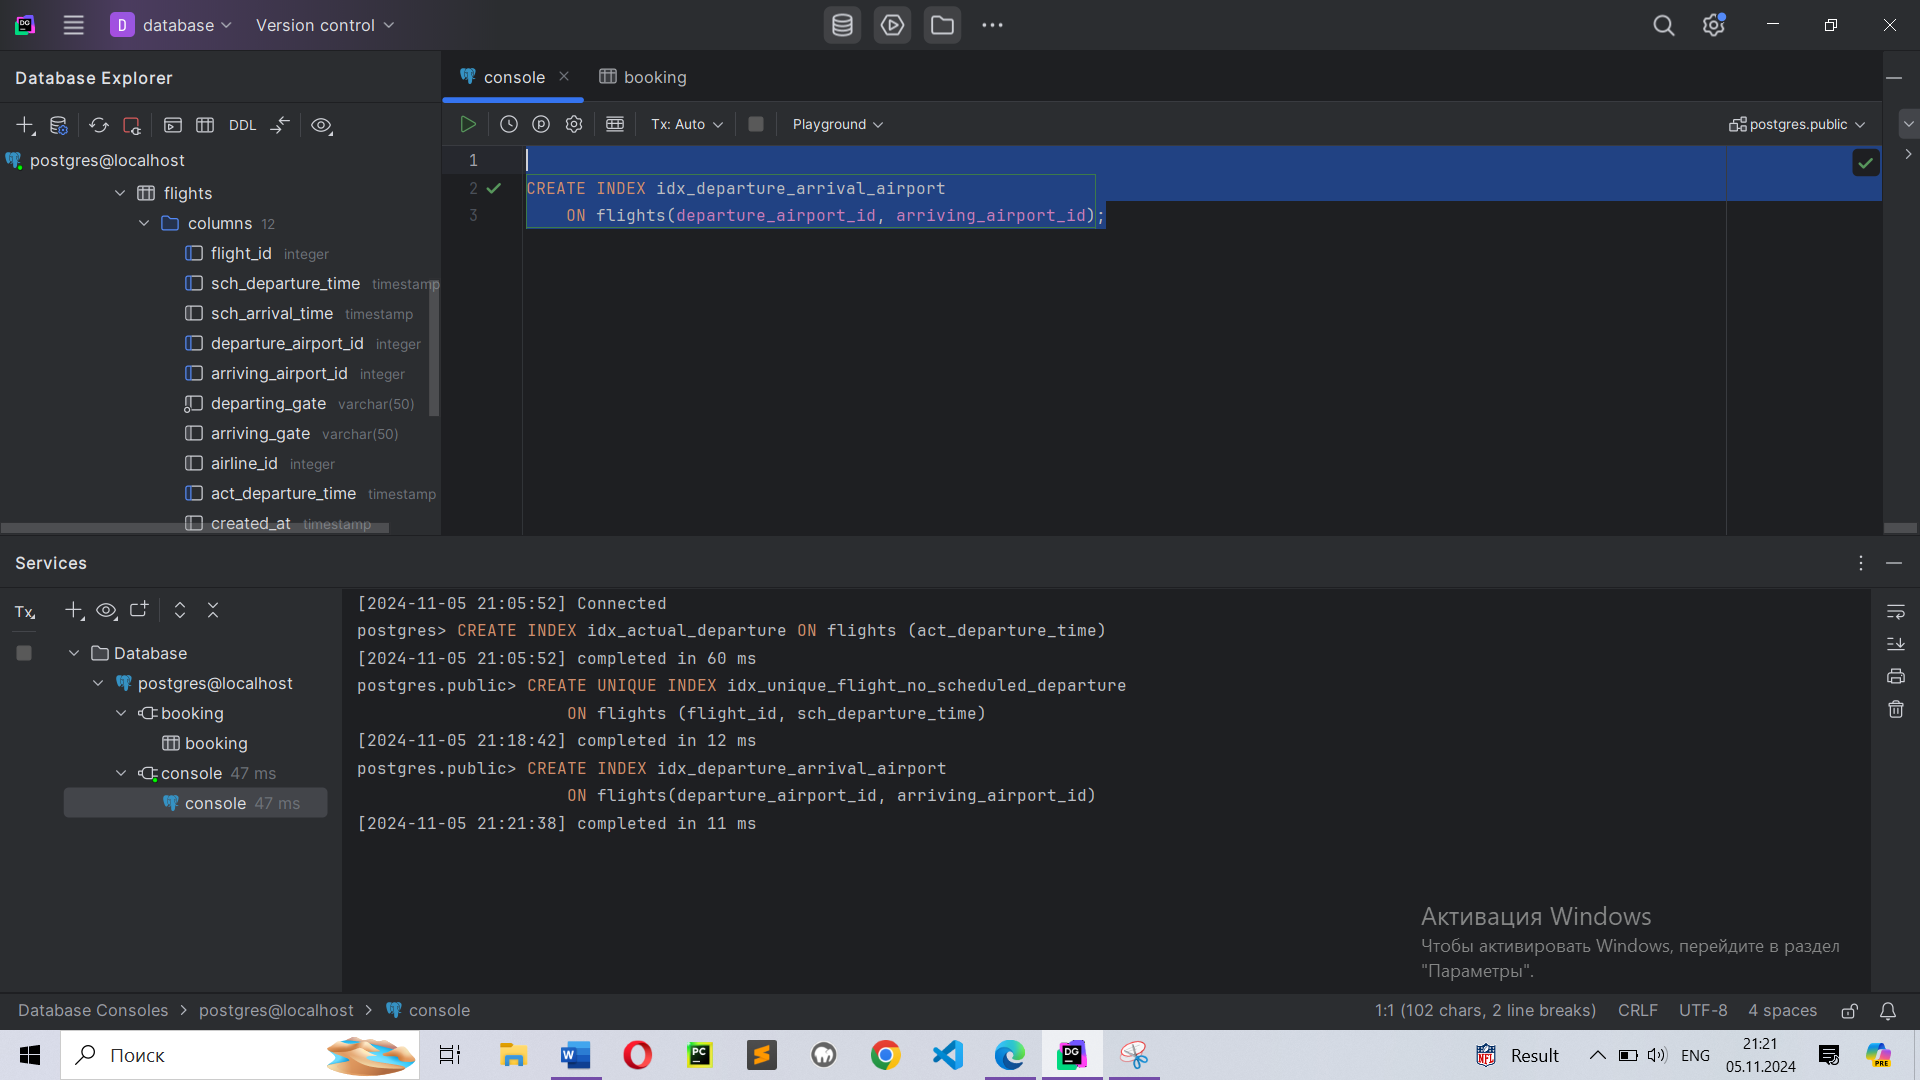 D database Version control
Database Explorer
console
booking
DDL
Tx: Auto
Playground
postgres.public
postgres@localhost
flights
columns 12
flight_id integer
sch_departure_time timestamp
sch_arrival_time timestamp
departure_airport_id integer
arriving_airport_id integer
departing_gate varchar(50)
arriving_gate varchar(50)
airline_id integer
act_departure_time timestamp
created_at timestamp
1
2 CREATE INDEX idx_departure_arrival_airport
3 ON flights(departure_airport_id, arriving_airport_id);
Services
Tx
Database
postgres@localhost
booking
booking
console 47 ms
console 47 ms
[2024-11-05 21:05:52] Connected
postgres> CREATE INDEX idx_actual_departure ON flights (act_departure_time)
[2024-11-05 21:05:52] completed in 60 ms
postgres.public> CREATE UNIQUE INDEX idx_unique_flight_no_scheduled_departure
ON flights (flight_id, sch_departure_time)
[2024-11-05 21:18:42] completed in 12 ms
postgres.public> CREATE INDEX idx_departure_arrival_airport
ON flights(departure_airport_id, arriving_airport_id)
[2024-11-05 21:21:38] completed in 11 ms
Активация Windows
Чтобы активировать Windows, перейдите в раздел
"Параметры".
Database Consoles > postgres@localhost > console
1:1 (102 chars, 2 line breaks) CRLF UTF-8 4 spaces
Поиск
Result
ENG
21:21
05.11.2024